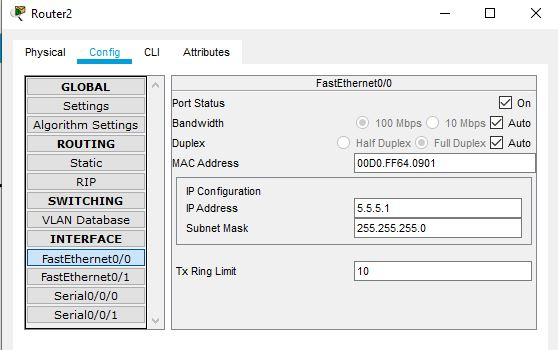 Router2
Physical Config CLI Attributes
GLOBAL
Settings
Algorithm Settings
ROUTING
Static
RIP
SWITCHING
VLAN Database
INTERFACE
FastEthernet0/0
FastEthernet0/1
Serial0/0/0
Serial0/0/1
FastEthernet0/0
Port Status On
Bandwidth 100 Mbps 10 Mbps Auto
Duplex Half Duplex Full Duplex Auto
MAC Address 00D0.FF64.0901
IP Configuration
IP Address 5.5.5.1
Subnet Mask 255.255.255.0
Tx Ring Limit 10